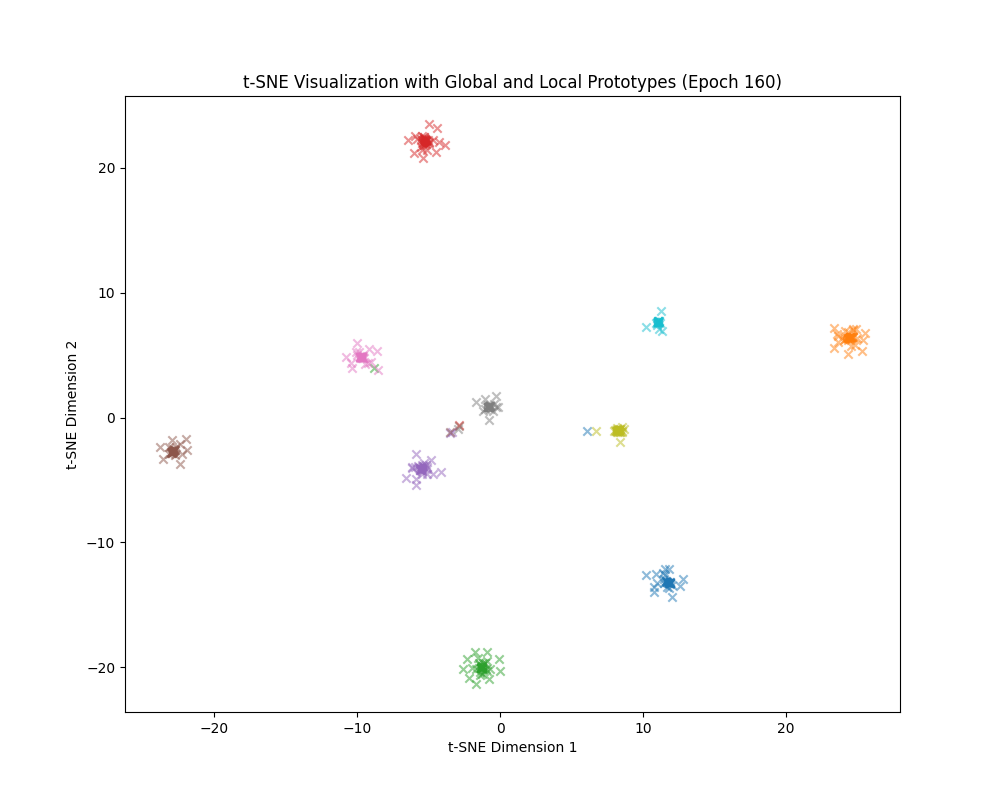 t-SNE Visualization with Global and Local Prototypes (Epoch 160)
20
10
0
−10
−20
t-SNE Dimension 2
−20 −10 0 10 20
t-SNE Dimension 1